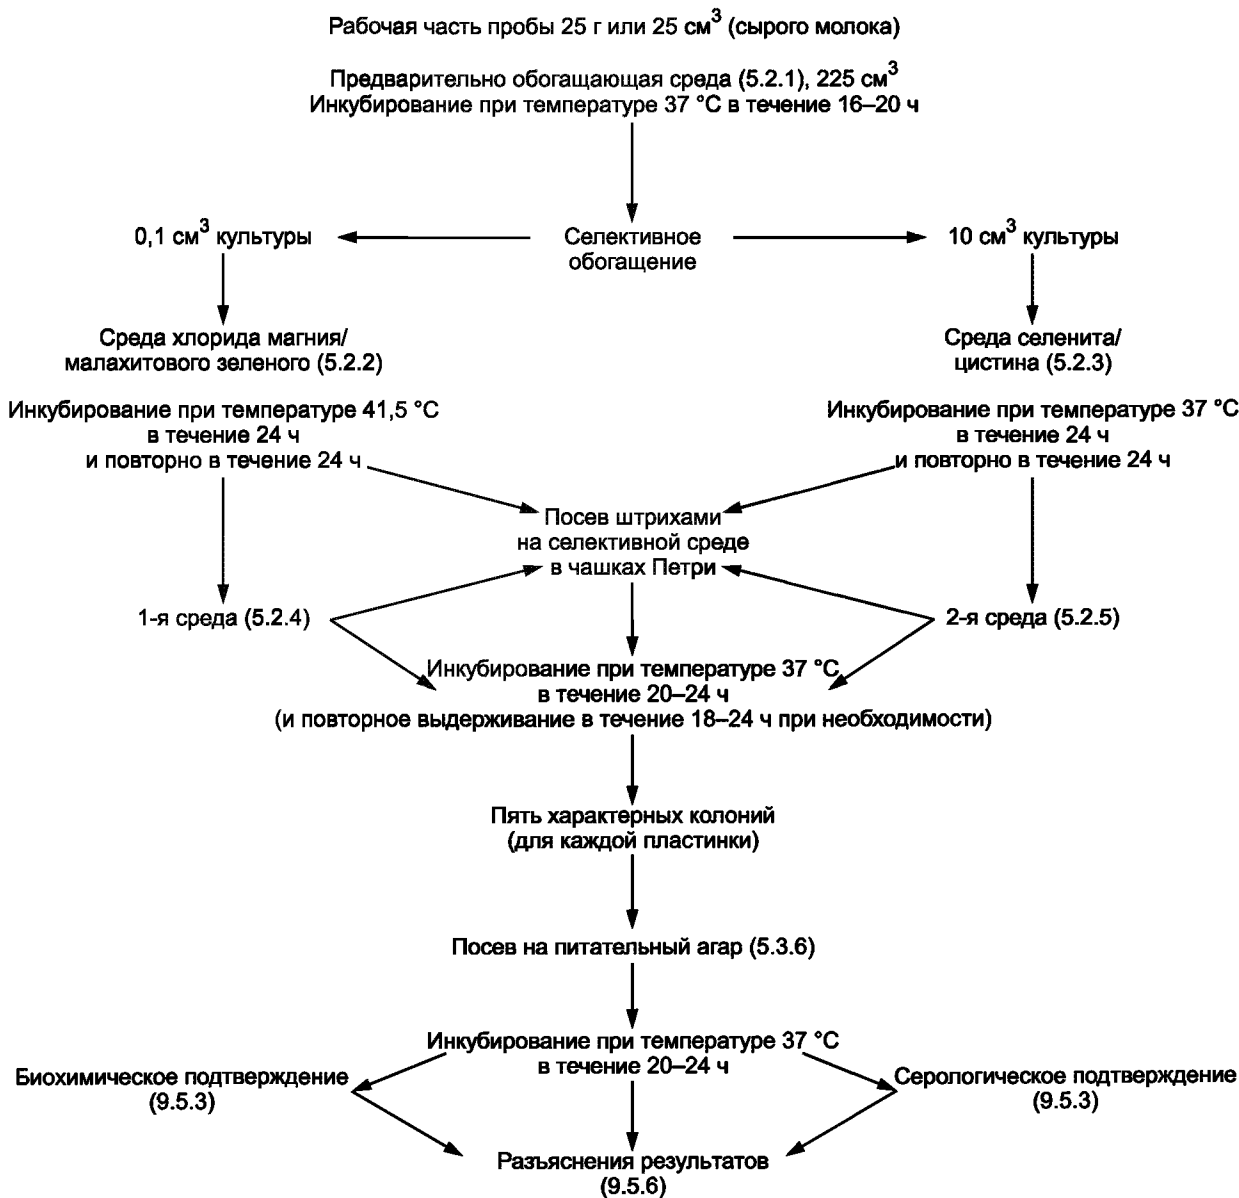 Рабочая часть пробы 25 г или 25 см³ (сырого молока)
Предварительно обогащающая среда (5.2.1), 225 см³
Инкубирование при температуре 37 °С в течение 16–20 ч
0,1 см³ культуры
Селективное
обогащение
10 см³ культуры
Среда хлорида магния/
малахитового зеленого (5.2.2)
Среда селенита/
цистина (5.2.3)
Инкубирование при температуре 41,5 °С
в течение 24 ч
и повторно в течение 24 ч
Инкубирование при температуре 37 °С
в течение 24 ч
и повторно в течение 24 ч
Посев штрихами
на селективной среде
в чашках Петри
1-я среда (5.2.4)
2-я среда (5.2.5)
Инкубирование при температуре 37 °С
в течение 20–24 ч
(и повторное выдерживание в течение 18–24 ч при необходимости)
Пять характерных колоний
(для каждой пластинки)
Посев на питательный агар (5.3.6)
Инкубирование при температуре 37 °С
в течение 20–24 ч
Биохимическое подтверждение
(9.5.3)
Серологическое подтверждение
(9.5.3)
Разъяснения результатов
(9.5.6)